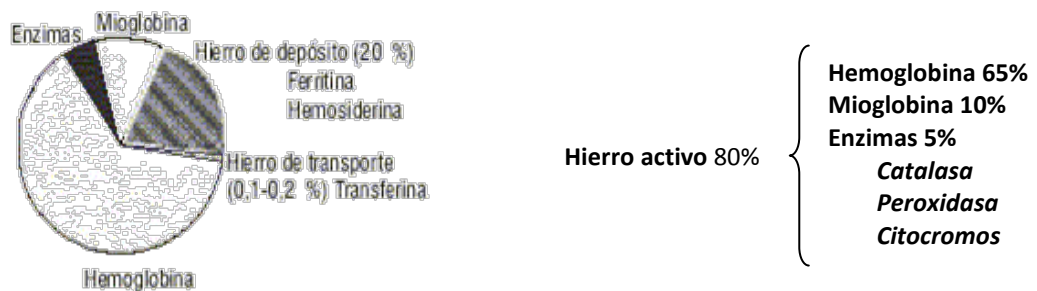 Enzimas
Mioglobina
Hierro de depósito (20 %)
Ferritina
Hemosiderina
Hierro de transporte
(0,1-0,2 %) Transferina
Hemoglobina
Hierro activo 80%
Hemoglobina 65%
Mioglobina 10%
Enzimas 5%
Catalasa
Peroxidasa
Citocromos